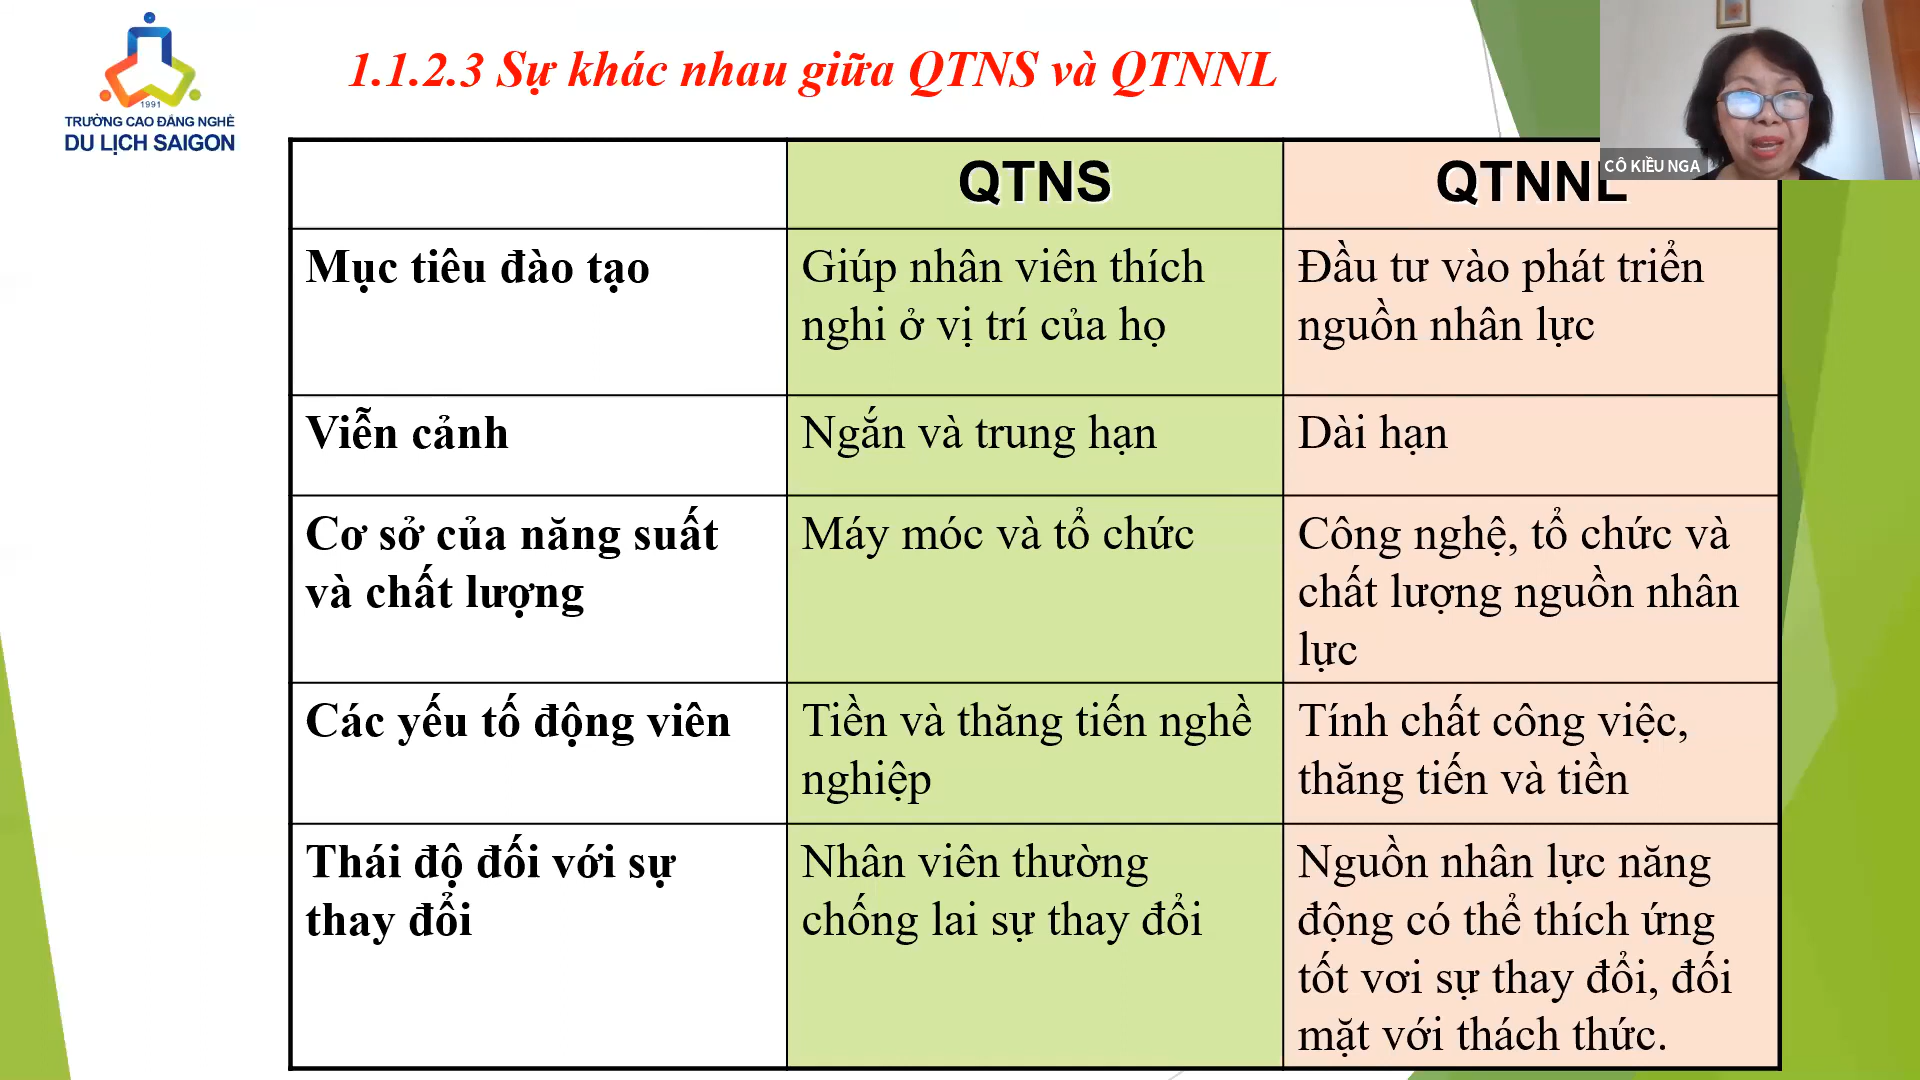 1991
TRƯỜNG CAO ĐẲNG NGHỀ
DU LỊCH SAIGON
1.1.2.3 Sự khác nhau giữa QTNS và QTNNL
CÔ KIỀU NGA
QTNS
QTNNL
Mục tiêu đào tạo
Giúp nhân viên thích
nghi ở vị trí của họ
Đầu tư vào phát triển
nguồn nhân lực
Viễn cảnh
Ngắn và trung hạn
Dài hạn
Cơ sở của năng suất
và chất lượng
Máy móc và tổ chức
Công nghệ, tổ chức và
chất lượng nguồn nhân
lực
Các yếu tố động viên
Tiền và thăng tiến nghề
nghiệp
Tính chất công việc,
thăng tiến và tiền
Thái độ đối với sự
thay đổi
Nhân viên thường
chống lai sự thay đổi
Nguồn nhân lực năng
động có thể thích ứng
tốt vơi sự thay đổi, đối
mặt với thách thức.